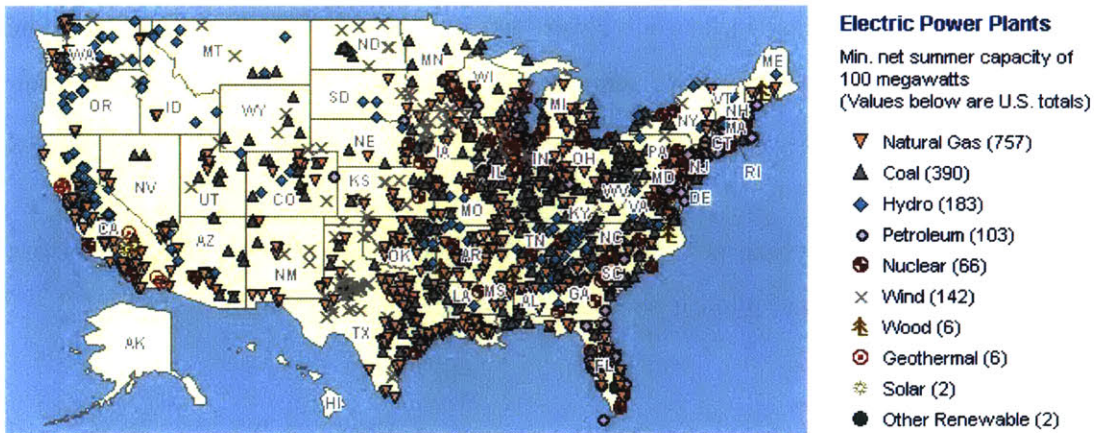 Electric Power Plants
Min. net summer capacity of
100 megawatts
(Values below are U.S. totals)
Natural Gas (757)
Coal (390)
Hydro (183)
Petroleum (103)
Nuclear (66)
Wind (142)
Wood (6)
Geothermal (6)
Solar (2)
Other Renewable (2)
WA
MT
ND
MN
WI
MI
ME
VT
NH
OR
ID
WY
SD
NY
MA
CT
RI
NE
IA
IL
IN
OH
PA
NJ
NV
UT
CO
KS
MO
KY
WV
VA
MD
DE
CA
AZ
NM
OK
AR
TN
NC
SC
TX
LA
MS
AL
GA
FL
AK
HI